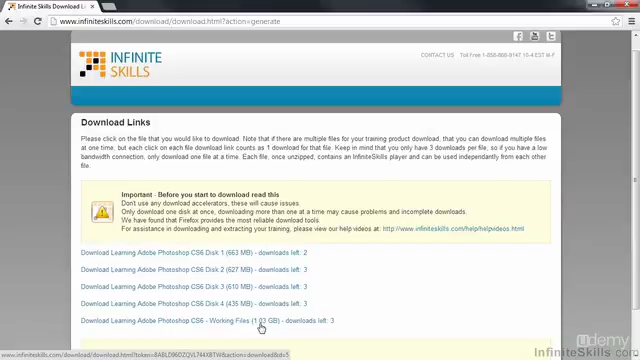 Infinite Skills Download L
www.infiniteskills.com/download/download.html?action=generate
INFINITE
SKILLS
CONTACT US Toll Free 1-858-868-9147 10-4 EST M-F
Download Links
Please click on the file that you would like to download. Note that if there are multiple files for your training product download, that you can download multiple files
at one time, but each click on each file download link counts as 1 download for that file. Keep in mind that you only have 3 downloads per file, so if you have a low
bandwidth connection, only download one file at a time. Each file, once unzipped, contains an InfiniteSkills player and can be used independently from each other
file.
Important - Before you start to download read this
Don't use any download accelerators, these will cause issues.
Only download one disk at once, downloading more than one at a time may cause problems and incomplete downloads.
We have found that Firefox provides the most reliable download tools.
For assistance in downloading and extracting your training, please view our help videos at: http://www.infiniteskills.com/help/helpvideos.html
Download Learning Adobe Photoshop CS6 Disk 1 (663 MB) - downloads left: 2
Download Learning Adobe Photoshop CS6 Disk 2 (627 MB) - downloads left: 3
Download Learning Adobe Photoshop CS6 Disk 3 (610 MB) - downloads left: 3
Download Learning Adobe Photoshop CS6 Disk 4 (435 MB) - downloads left: 3
Download Learning Adobe Photoshop CS6 - Working Files (1.03 GB) - downloads left: 3
udemy
InfiniteSkills.com